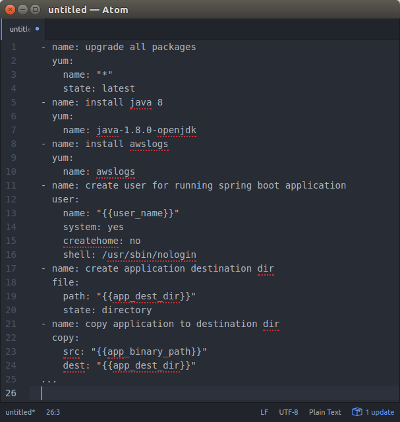 untitled — Atom
untitled
1 - name: upgrade all packages
2 yum:
3 name: "*"
4 state: latest
5 - name: install java 8
6 yum:
7 name: java-1.8.0-openjdk
8 - name: install awslogs
9 yum:
10 name: awslogs
11 - name: create user for running spring boot application
12 user:
13 name: "{{user_name}}"
14 system: yes
15 createhome: no
16 shell: /usr/sbin/nologin
17 - name: create application destination dir
18 file:
19 path: "{{app_dest_dir}}"
20 state: directory
21 - name: copy application to destination dir
22 copy:
23 src: "{{app_binary_path}}"
24 dest: "{{app_dest_dir}}"
25 ...
26
untitled* 26:3 LF UTF-8 Plain Text 1 update